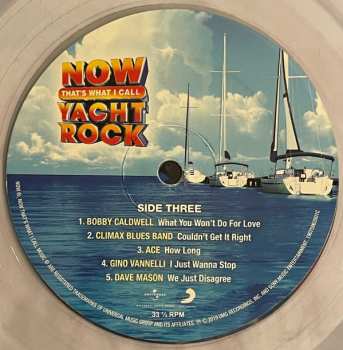 NOW
THAT'S WHAT I CALL
YACHT
ROCK
SIDE THREE
1. BOBBY CALDWELL What You Won't Do For Love
2. CLIMAX BLUES BAND Couldn't Get It Right
3. ACE How Long
4. GINO VANNELLI I Just Wanna Stop
5. DAVE MASON We Just Disagree
33 ⅓ RPM